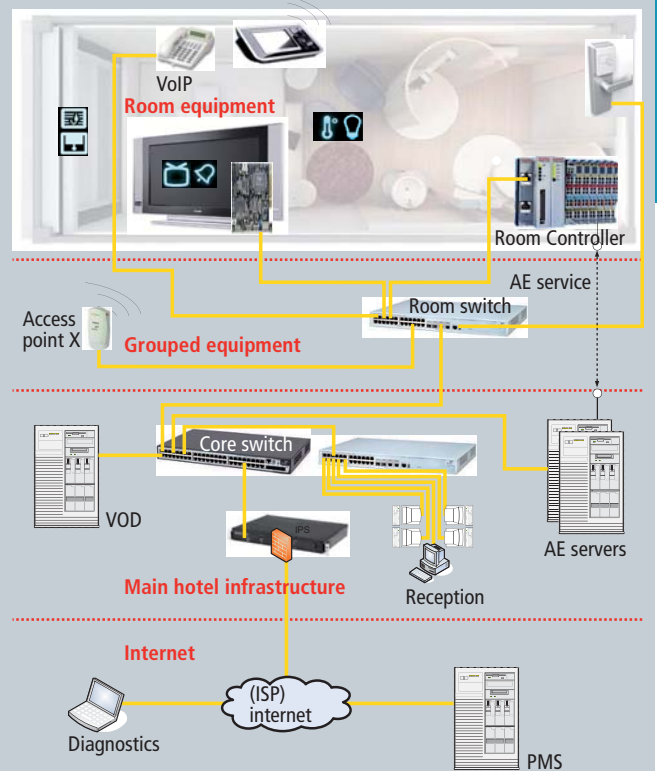 VoIP
Room equipment
Room Controller
AE service
Room switch
Access
point X
Grouped equipment
Core switch
VOD
IPS
AE servers
Main hotel infrastructure
Reception
Internet
(ISP)
internet
Diagnostics
PMS